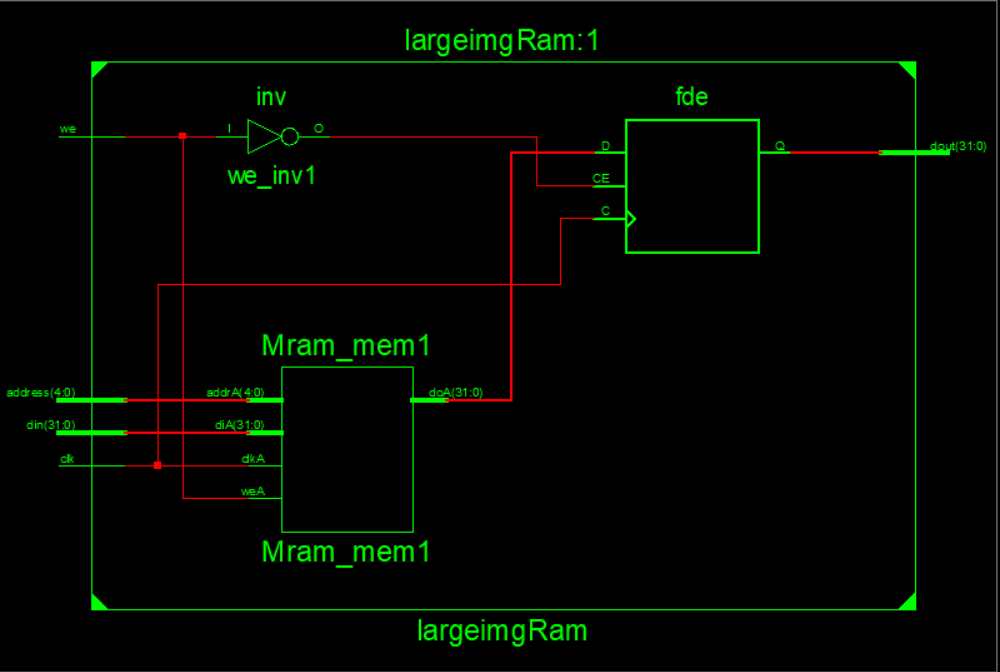 largeimgRam:1
inv
fde
we
I
O
D
Q
dout(31:0)
we_inv1
CE
C
Mram_mem1
address(4:0)
addrA(4:0)
doA(31:0)
din(31:0)
diA(31:0)
clk
clkA
weA
Mram_mem1
largeimgRam